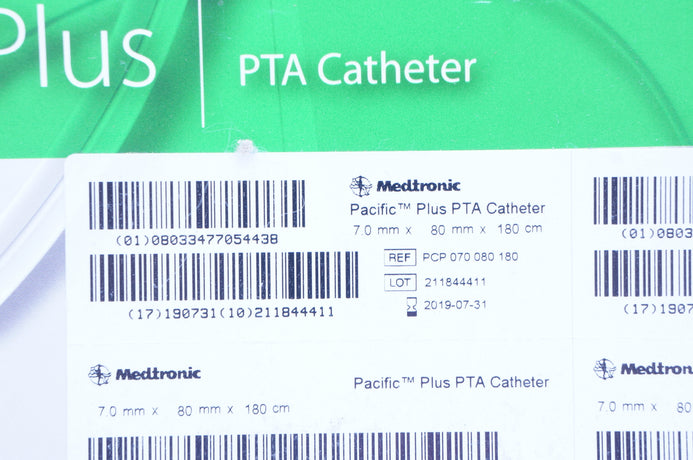 Plus
PTA Catheter
Medtronic
Pacific™ Plus PTA Catheter
7.0 mm x 80 mm x 180 cm
(01)08033477054438
REF PCP 070 080 180
LOT 211844411
2019-07-31
(17)190731(10)211844411
(01)0803
(17)1907
Medtronic
Pacific™ Plus PTA Catheter
7.0 mm x 80 mm x 180 cm
Medtron
7.0 mm x 80